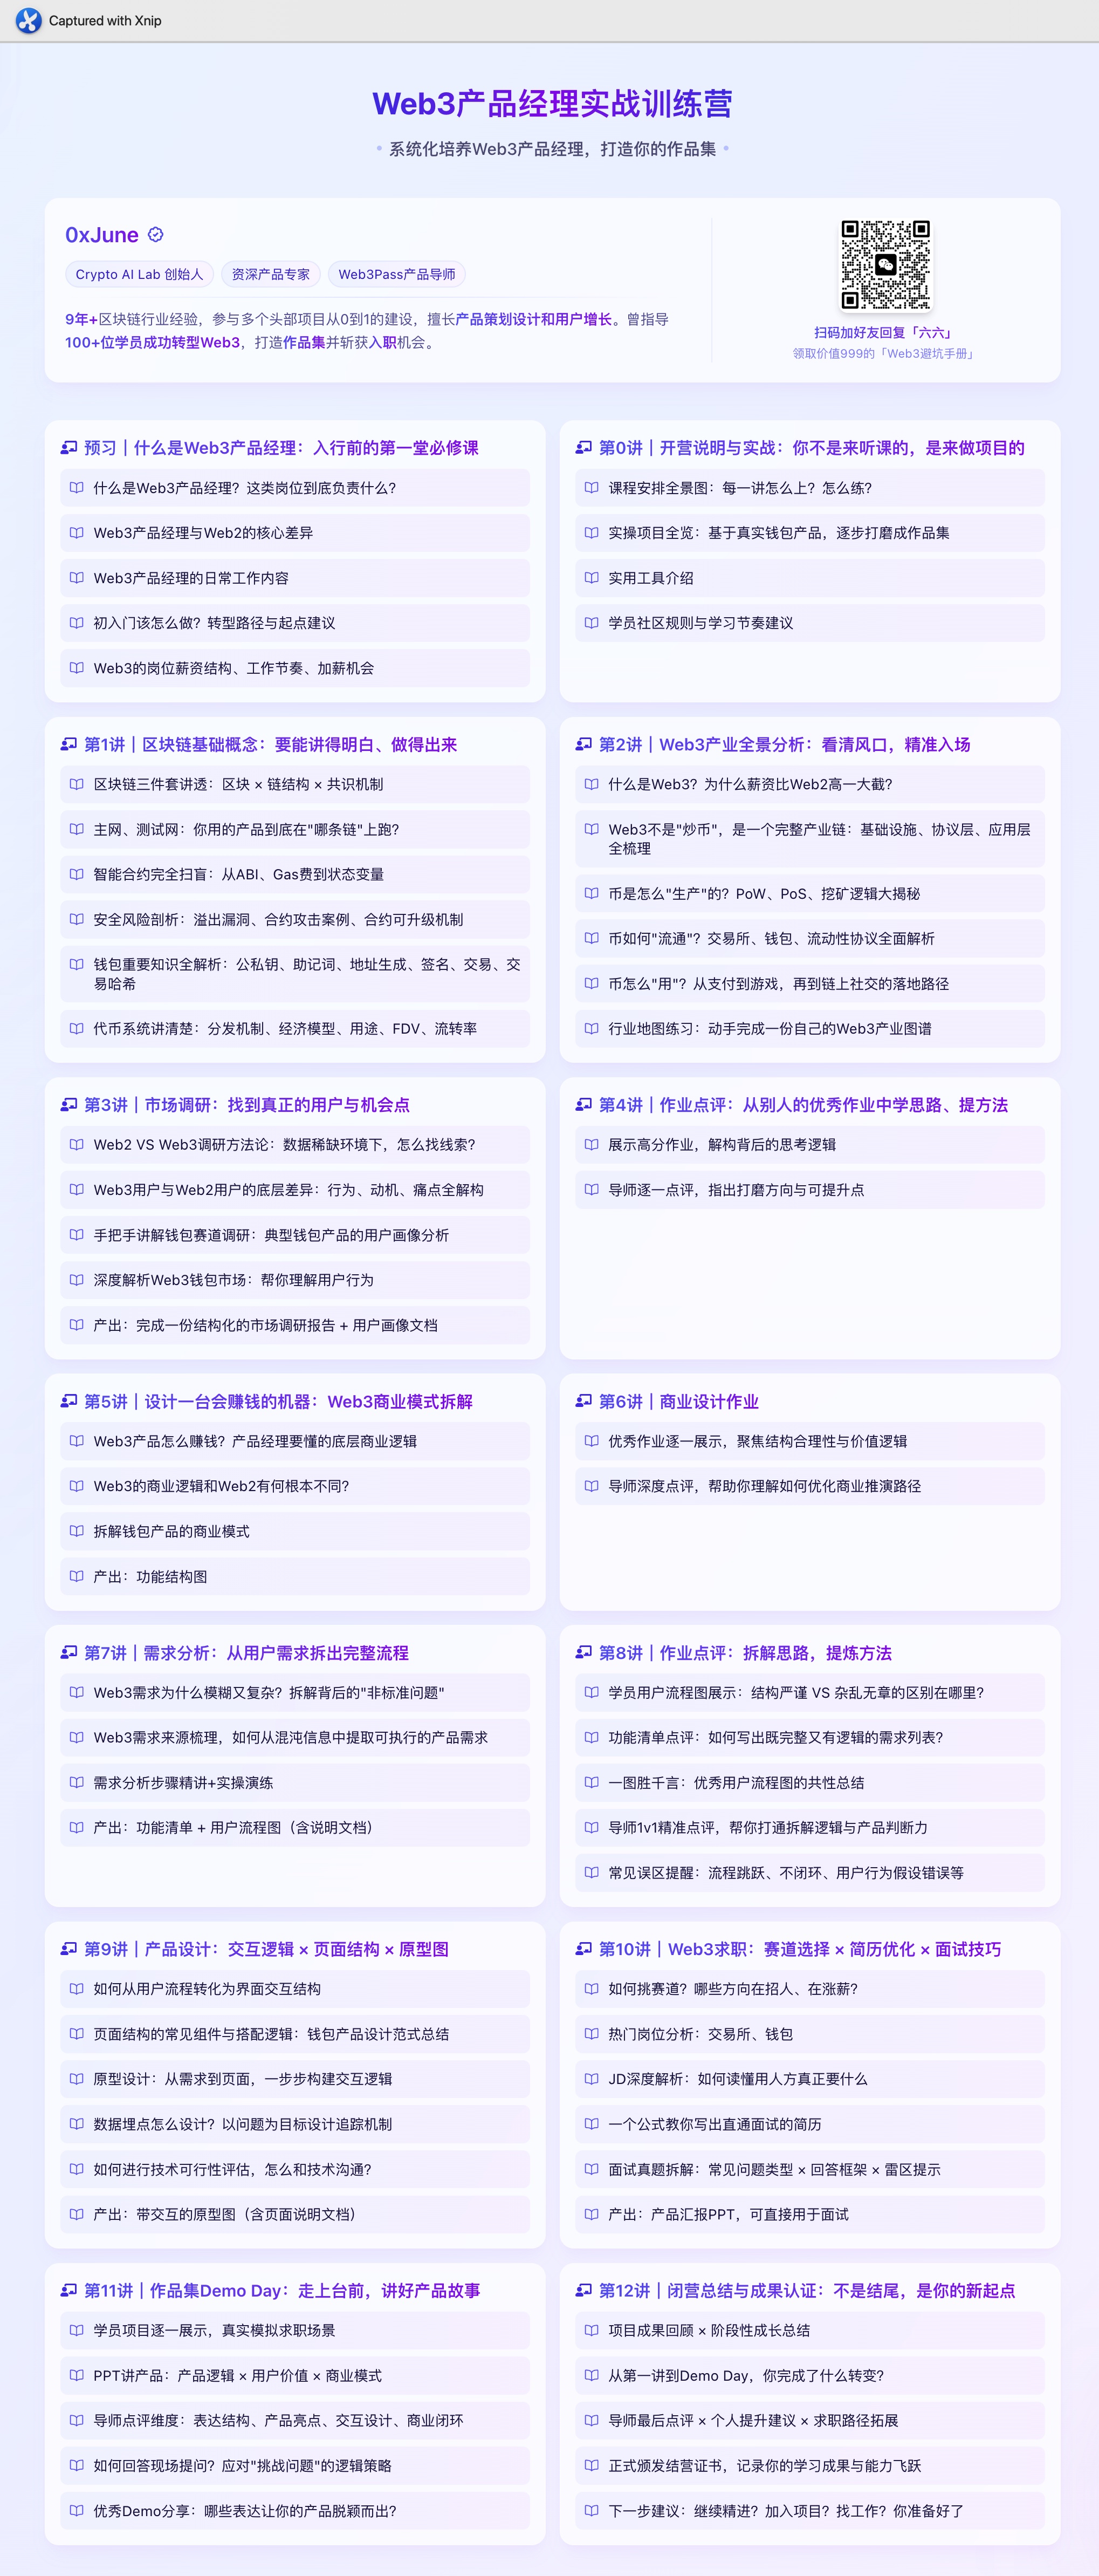 Captured with Xnip
Web3产品经理实战训练营
系统化培养Web3产品经理，打造你的作品集
0xJune
Crypto AI Lab 创始人
资深产品专家
Web3Pass产品导师
9年+区块链行业经验，参与多个头部项目从0到1的建设，擅长产品策划设计和用户增长。曾指导
100+位学员成功转型Web3，打造作品集并斩获入职机会。
扫码加好友回复「六六」
领取价值999的「Web3避坑手册」
预习｜什么是Web3产品经理：入行前的第一堂必修课
什么是Web3产品经理？这类岗位到底负责什么？
Web3产品经理与Web2的核心差异
Web3产品经理的日常工作内容
初入门该怎么做？转型路径与起点建议
Web3的岗位薪资结构、工作节奏、加薪机会
第0讲｜开营说明与实战：你不是来听课的，是来做项目的
课程安排全景图：每一讲怎么上？怎么练？
实操项目全览：基于真实钱包产品，逐步打磨成作品集
实用工具介绍
学员社区规则与学习节奏建议
第1讲｜区块链基础概念：要能讲得明白、做得出来
区块链三件套讲透：区块 × 链结构 × 共识机制
主网、测试网：你用的产品到底在"哪条链"上跑？
智能合约完全扫盲：从ABI、Gas费到状态变量
安全风险剖析：溢出漏洞、合约攻击案例、合约可升级机制
钱包重要知识全解析：公私钥、助记词、地址生成、签名、交易、交
易哈希
代币系统讲清楚：分发机制、经济模型、用途、FDV、流转率
第2讲｜Web3产业全景分析：看清风口，精准入场
什么是Web3？为什么薪资比Web2高一大截？
Web3不是"炒币"，是一个完整产业链：基础设施、协议层、应用层
全梳理
币是怎么"生产"的？PoW、PoS、挖矿逻辑大揭秘
币如何"流通"？交易所、钱包、流动性协议全面解析
币怎么"用"？从支付到游戏，再到链上社交的落地路径
行业地图练习：动手完成一份自己的Web3产业图谱
第3讲｜市场调研：找到真正的用户与机会点
Web2 VS Web3调研方法论：数据稀缺环境下，怎么找线索？
Web3用户与Web2用户的底层差异：行为、动机、痛点全解构
手把手讲解钱包赛道调研：典型钱包产品的用户画像分析
深度解析Web3钱包市场：帮你理解用户行为
产出：完成一份结构化的市场调研报告 + 用户画像文档
第4讲｜作业点评：从别人的优秀作业中学思路、提方法
展示高分作业，解构背后的思考逻辑
导师逐一点评，指出打磨方向与可提升点
第5讲｜设计一台会赚钱的机器：Web3商业模式拆解
Web3产品怎么赚钱？产品经理要懂的底层商业逻辑
Web3的商业逻辑和Web2有何根本不同？
拆解钱包产品的商业模式
产出：功能结构图
第6讲｜商业设计作业
优秀作业逐一展示，聚焦结构合理性与价值逻辑
导师深度点评，帮助你理解如何优化商业推演路径
第7讲｜需求分析：从用户需求拆出完整流程
Web3需求为什么模糊又复杂？拆解背后的"非标准问题"
Web3需求来源梳理，如何从混沌信息中提取可执行的产品需求
需求分析步骤精讲+实操演练
产出：功能清单 + 用户流程图（含说明文档）
第8讲｜作业点评：拆解思路，提炼方法
学员用户流程图展示：结构严谨 VS 杂乱无章的区别在哪里？
功能清单点评：如何写出既完整又有逻辑的需求列表？
一图胜千言：优秀用户流程图的共性总结
导师1v1精准点评，帮你打通拆解逻辑与产品判断力
常见误区提醒：流程跳跃、不闭环、用户行为假设错误等
第9讲｜产品设计：交互逻辑 × 页面结构 × 原型图
如何从用户流程转化为界面交互结构
页面结构的常见组件与搭配逻辑：钱包产品设计范式总结
原型设计：从需求到页面，一步步构建交互逻辑
数据埋点怎么设计？以问题为目标设计追踪机制
如何进行技术可行性评估，怎么和技术沟通？
产出：带交互的原型图（含页面说明文档）
第10讲｜Web3求职：赛道选择 × 简历优化 × 面试技巧
如何挑赛道？哪些方向在招人、在涨薪？
热门岗位分析：交易所、钱包
JD深度解析：如何读懂用人方真正要什么
一个公式教你写出直通面试的简历
面试真题拆解：常见问题类型 × 回答框架 × 雷区提示
产出：产品汇报PPT，可直接用于面试
第11讲｜作品集Demo Day：走上台前，讲好产品故事
学员项目逐一展示，真实模拟求职场景
PPT讲产品：产品逻辑 × 用户价值 × 商业模式
导师点评维度：表达结构、产品亮点、交互设计、商业闭环
如何回答现场提问？应对"挑战问题"的逻辑策略
优秀Demo分享：哪些表达让你的产品脱颖而出？
第12讲｜闭营总结与成果认证：不是结尾，是你的新起点
项目成果回顾 × 阶段性成长总结
从第一讲到Demo Day，你完成了什么转变？
导师最后点评 × 个人提升建议 × 求职路径拓展
正式颁发结营证书，记录你的学习成果与能力飞跃
下一步建议：继续精进？加入项目？找工作？你准备好了